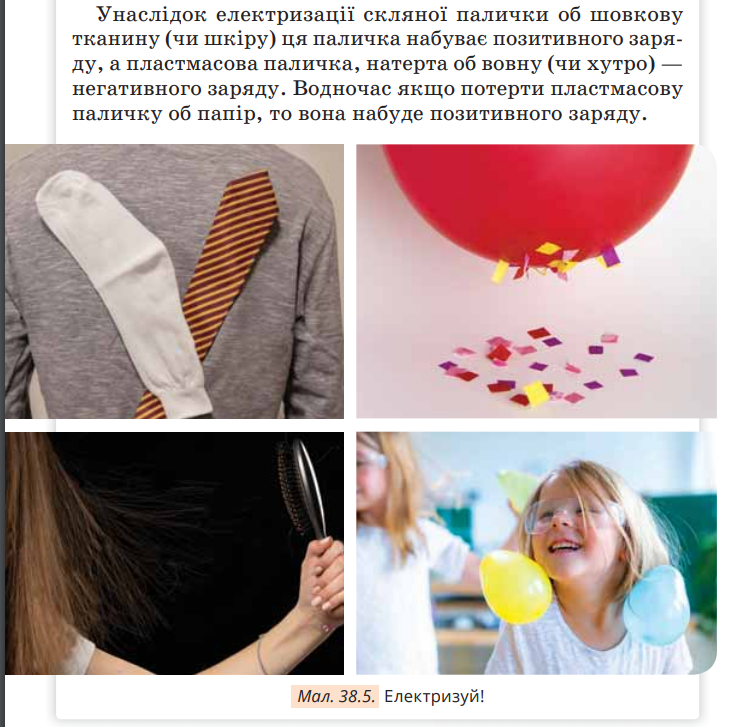 Унаслідок електризації скляної палички об шовкову
тканину (чи шкіру) ця паличка набуває позитивного заря-
ду, а пластмасова паличка, натерта об вовну (чи хутро) —
негативного заряду. Водночас якщо потерти пластмасову
паличку об папір, то вона набуде позитивного заряду.
Мал. 38.5. Електризуй!